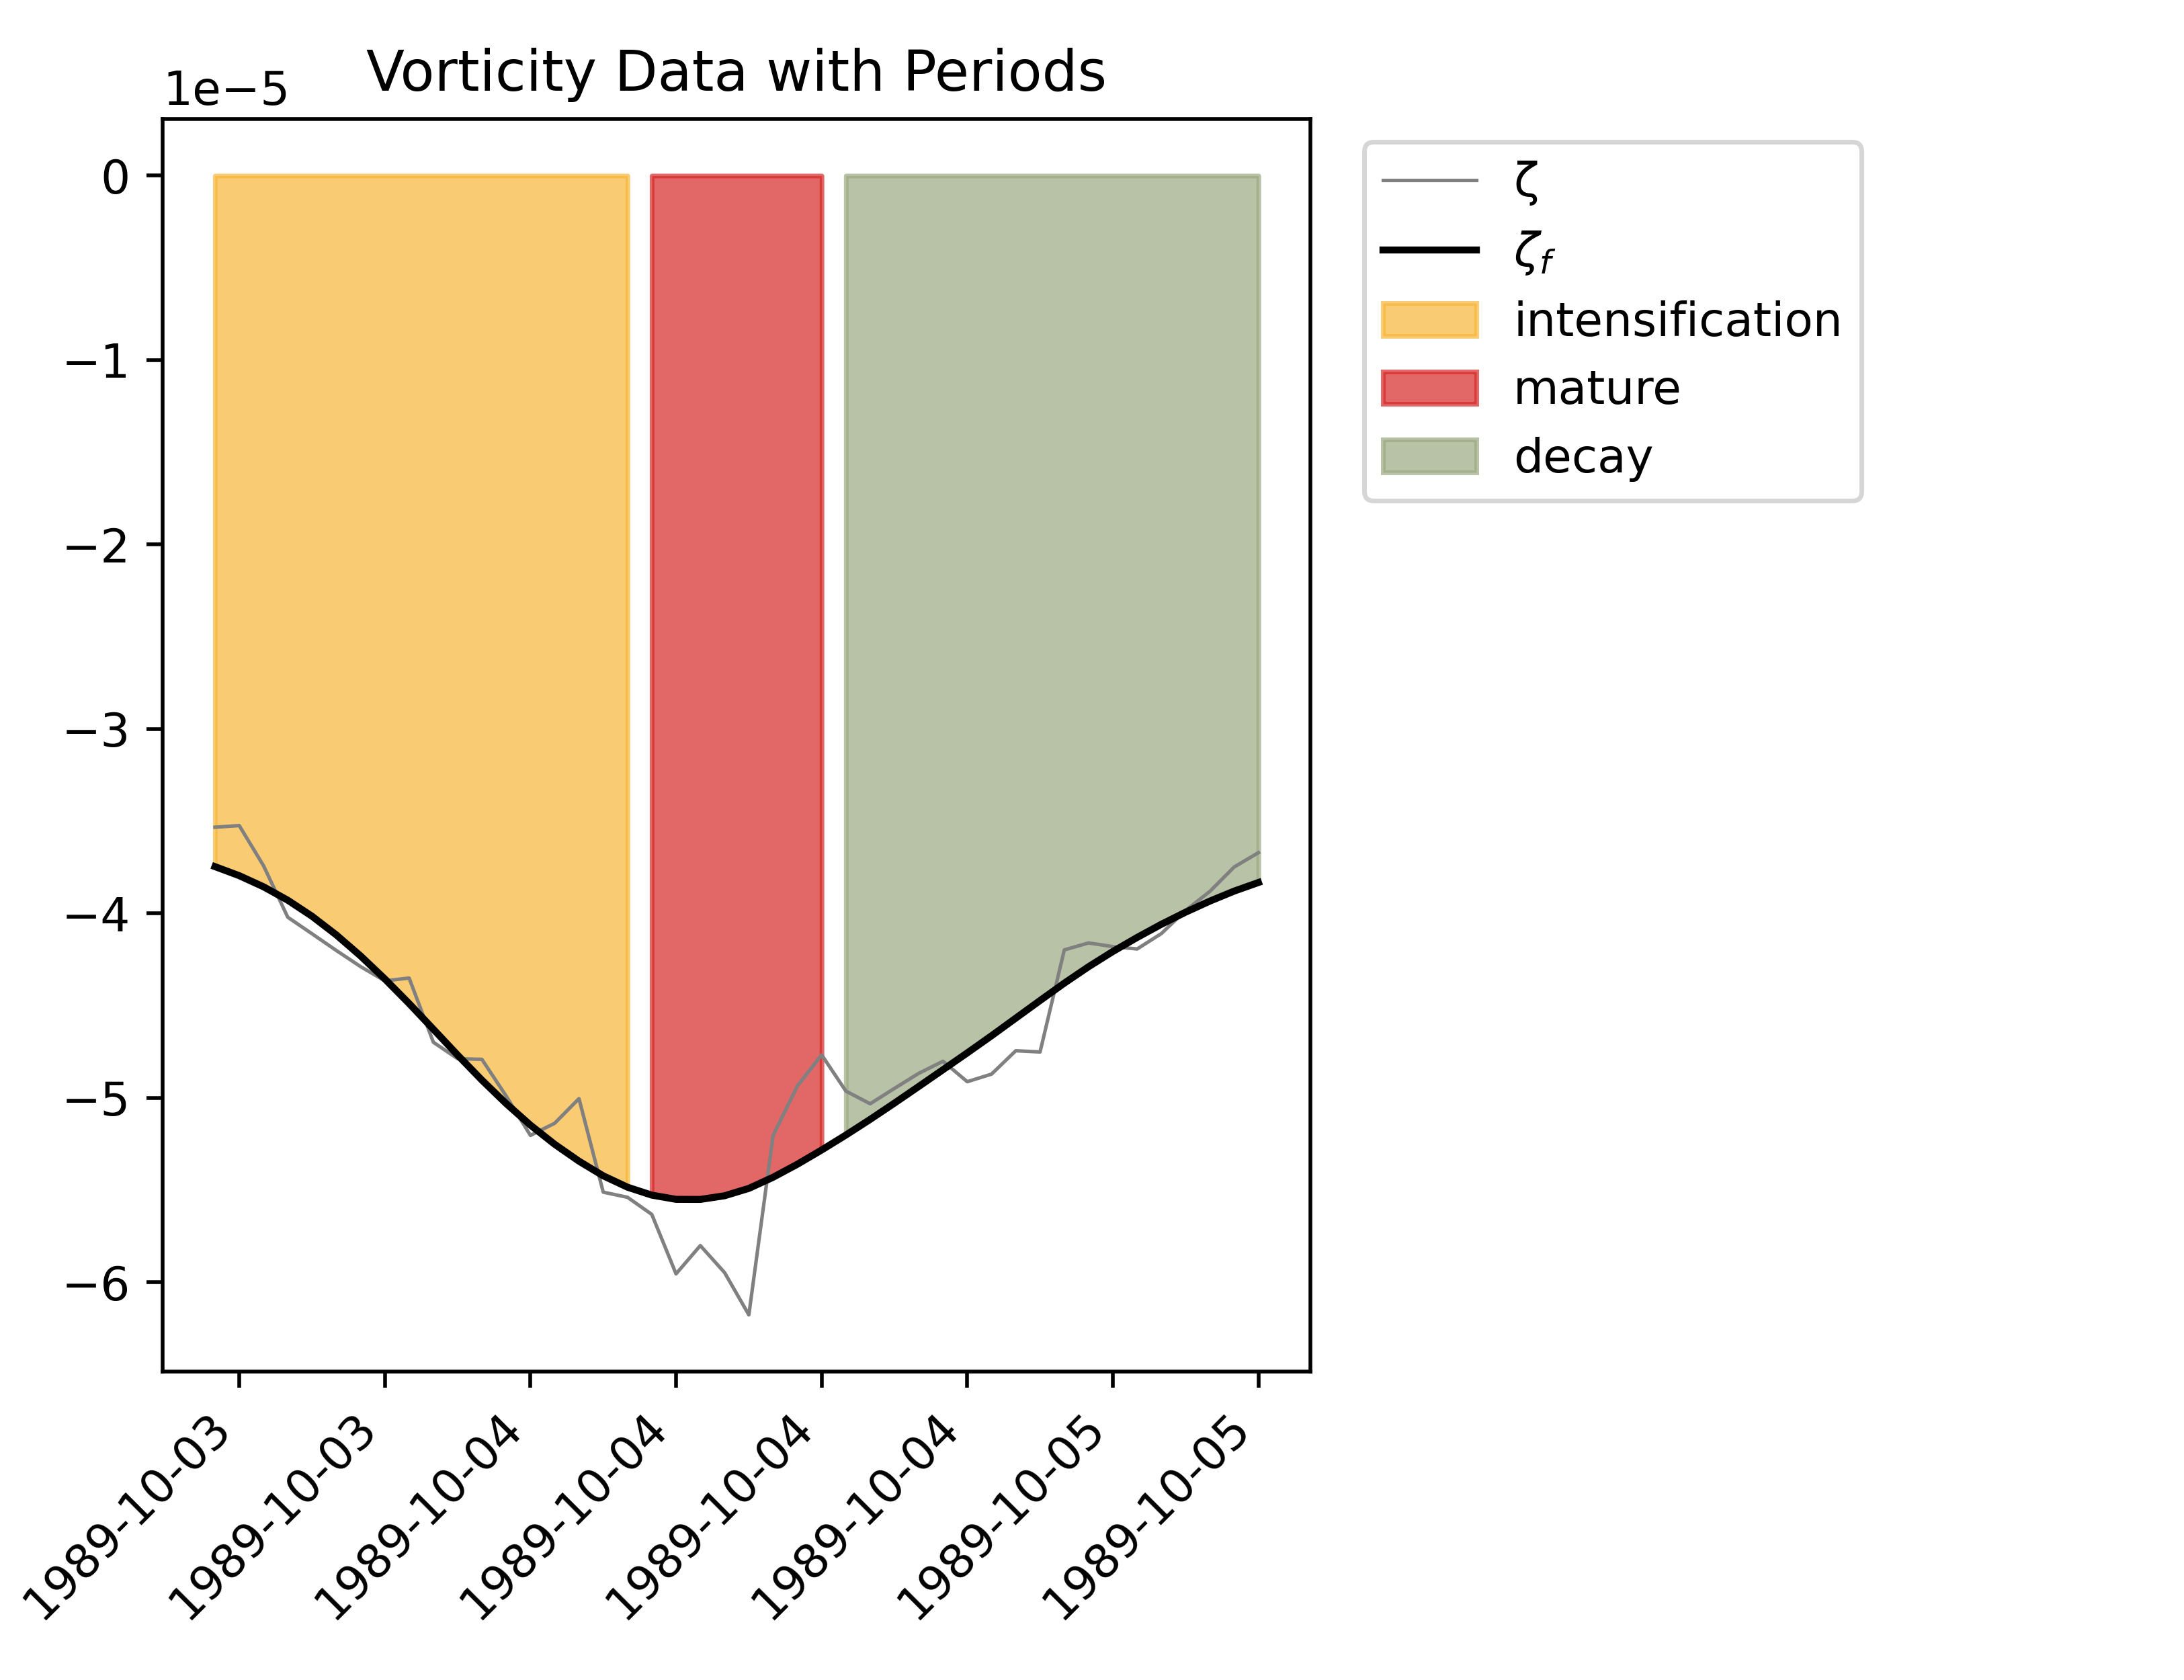 Vorticity Data with Periods
1e−5
0
−1
−2
−3
−4
−5
−6
1989-10-03
1989-10-03
1989-10-04
1989-10-04
1989-10-04
1989-10-04
1989-10-05
1989-10-05
ζ
ζf
intensification
mature
decay